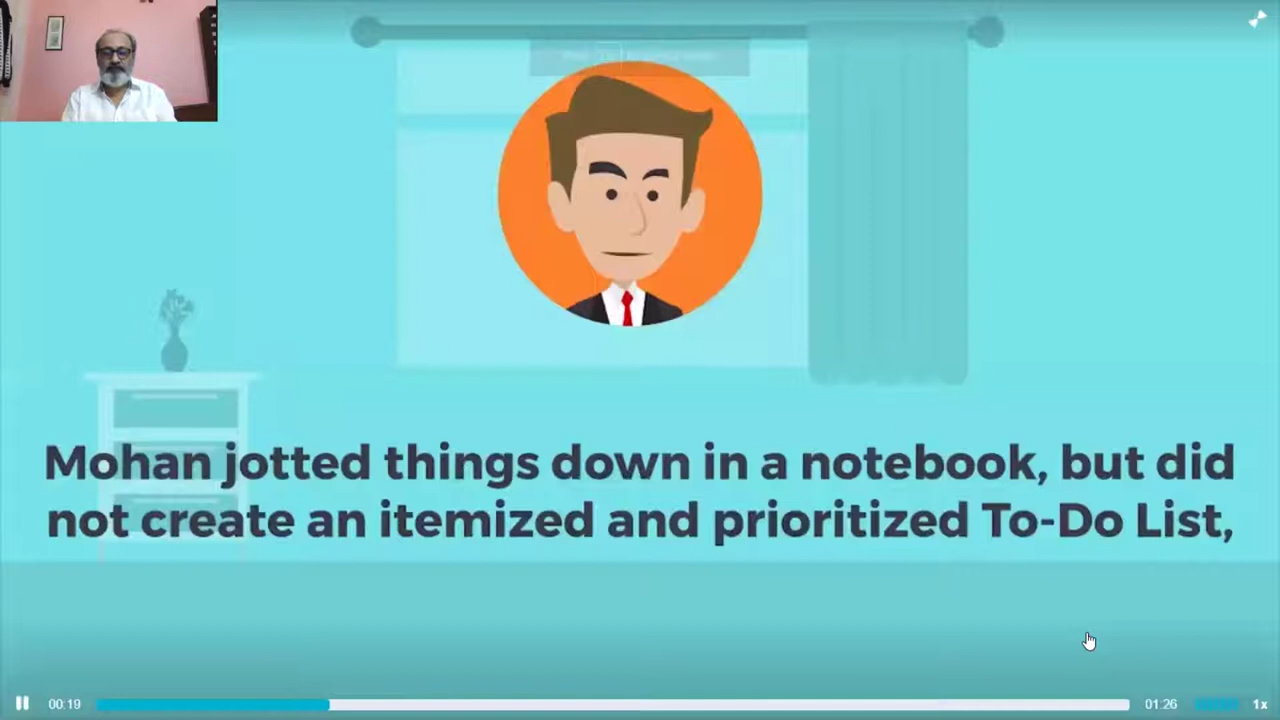 Mohan jotted things down in a notebook, but did
not create an itemized and prioritized To-Do List,
00:19
01:26
1x